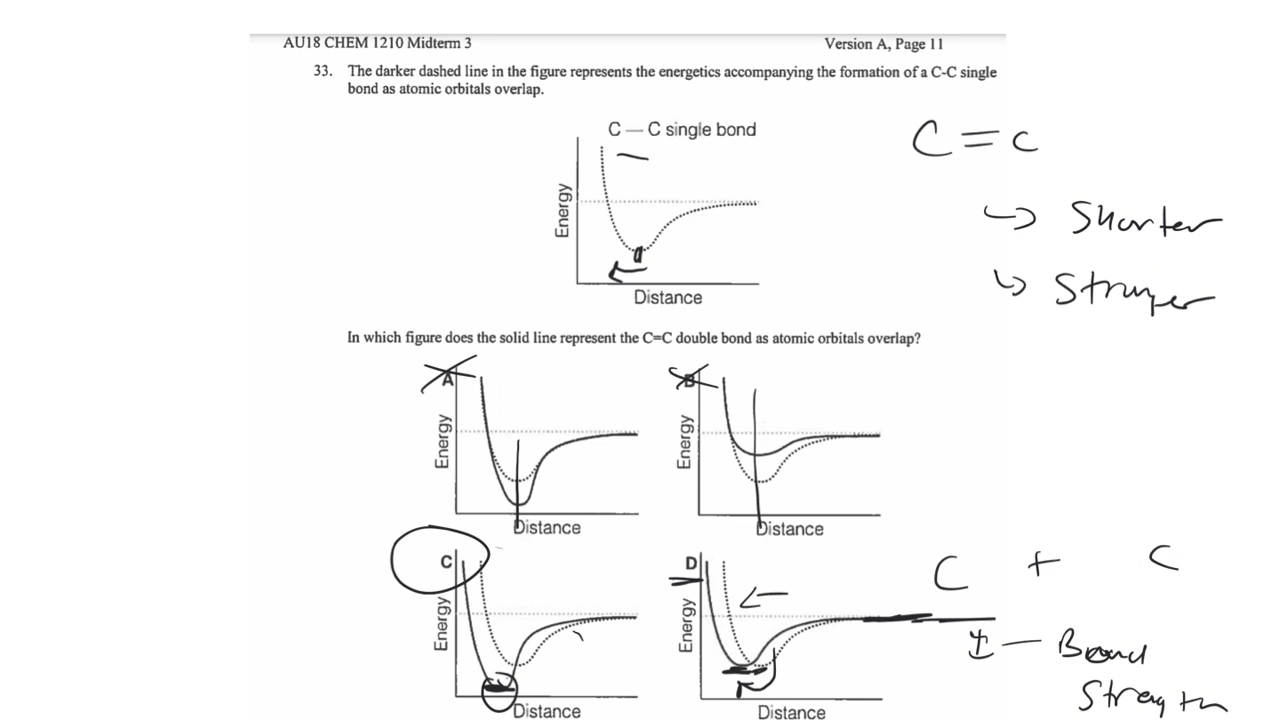 AU18 CHEM 1210 Midterm 3
Version A, Page 11
33. The darker dashed line in the figure represents the energetics accompanying the formation of a C-C single
bond as atomic orbitals overlap.
C — C single bond
Energy
Distance
C = C
↳ Shorter
↳ Stronger
In which figure does the solid line represent the C=C double bond as atomic orbitals overlap?
A
Energy
Distance
B
Energy
Distance
C
Energy
Distance
D
Energy
Distance
C + C
Bond
Strength